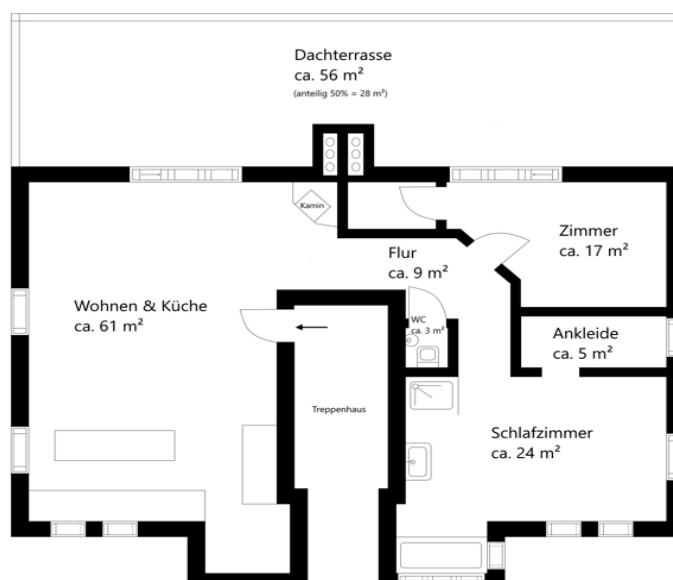 Dachterrasse
ca. 56 m²
(anteilig 50% = 28 m²)
Kamin
Zimmer
ca. 17 m²
Flur
ca. 9 m²
Wohnen & Küche
ca. 61 m²
WC
ca. 3 m²
Ankleide
ca. 5 m²
Treppenhaus
Schlafzimmer
ca. 24 m²